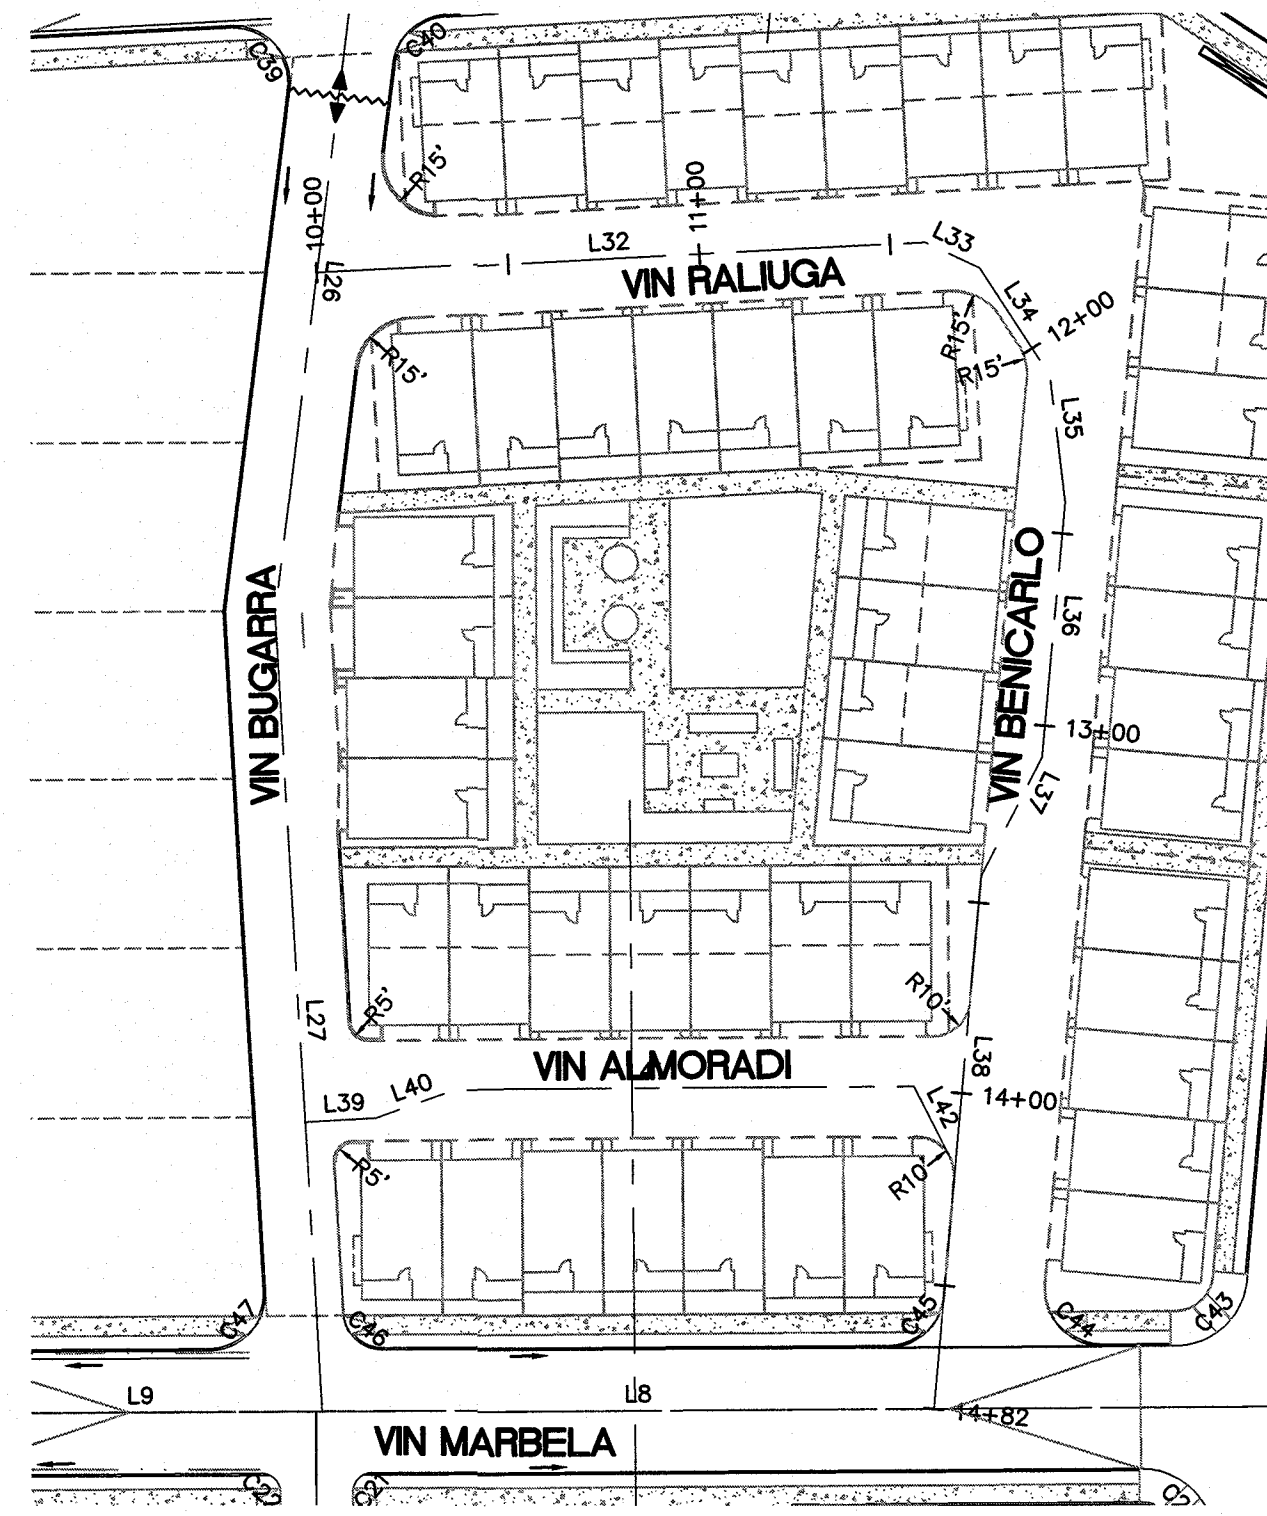 C39
C40
R15'
10+00
11+00
L26
L32
L33
VIN RALIUGA
L34
12+00
R15'
R15'
R15'
L35
VIN BUGARRA
VIN BENICARLO
L36
13+00
L37
R5'
R10'
L27
VIN ALMORADI
L38
L39
L40
L42
14+00
R5'
R10'
C47
C46
C45
C44
C43
L9
L8
14+82
VIN MARBELA
C22
C21